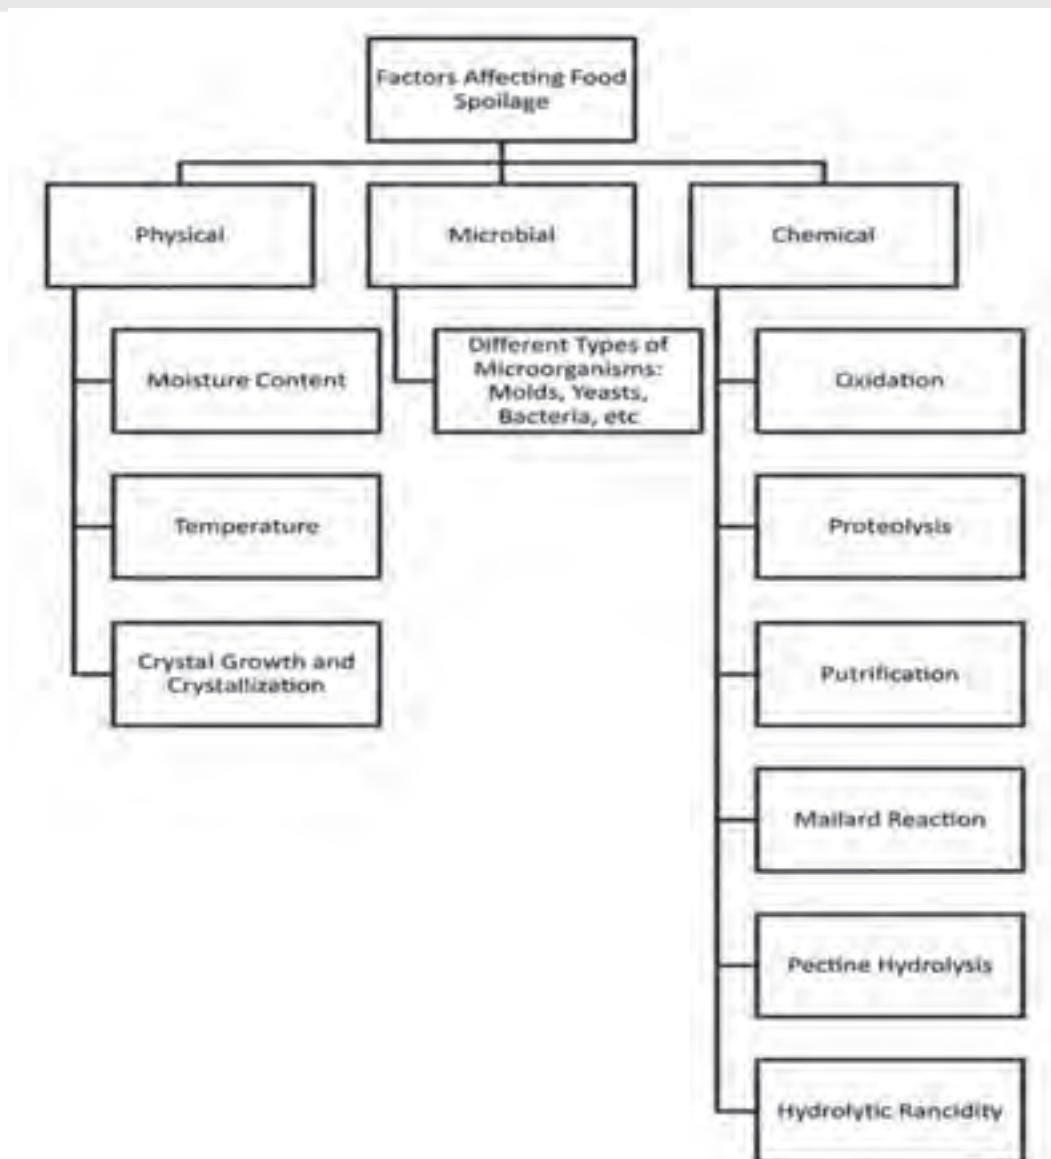 Factors Affecting Food
Spoilage
Physical
Microbial
Chemical
Moisture Content
Temperature
Crystal Growth and
Crystallization
Different Types of
Microorganisms:
Molds, Yeasts,
Bacteria, etc
Oxidation
Proteolysis
Putrification
Mailard Reaction
Pectine Hydrolysis
Hydrolytic Rancidity